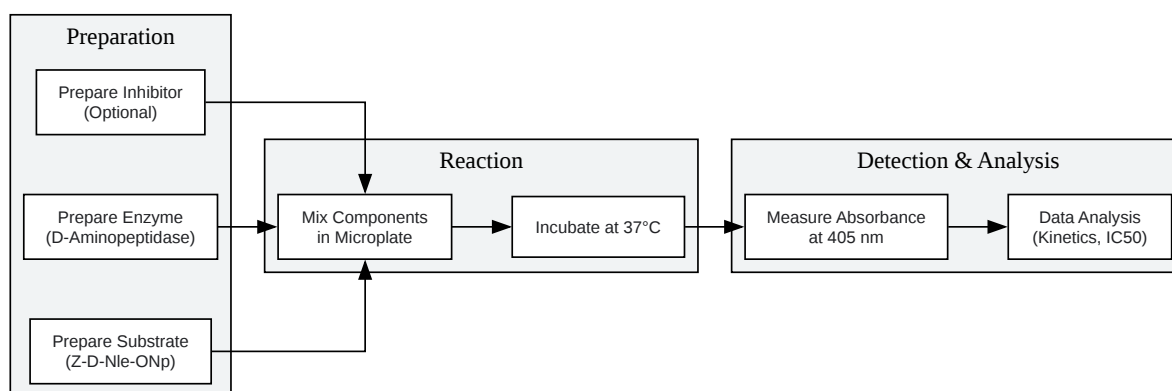 Preparation
Prepare Inhibitor
(Optional)
Prepare Enzyme
(D-Aminopeptidase)
Prepare Substrate
(Z-D-Nle-ONp)
Reaction
Mix Components
in Microplate
Incubate at 37°C
Detection & Analysis
Measure Absorbance
at 405 nm
Data Analysis
(Kinetics, IC50)